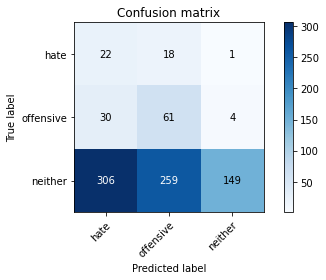 Confusion matrix
True label
hate 22 18 1
offensive 30 61 4
neither 306 259 149
hate offensive neither
Predicted label
300
250
200
150
100
50